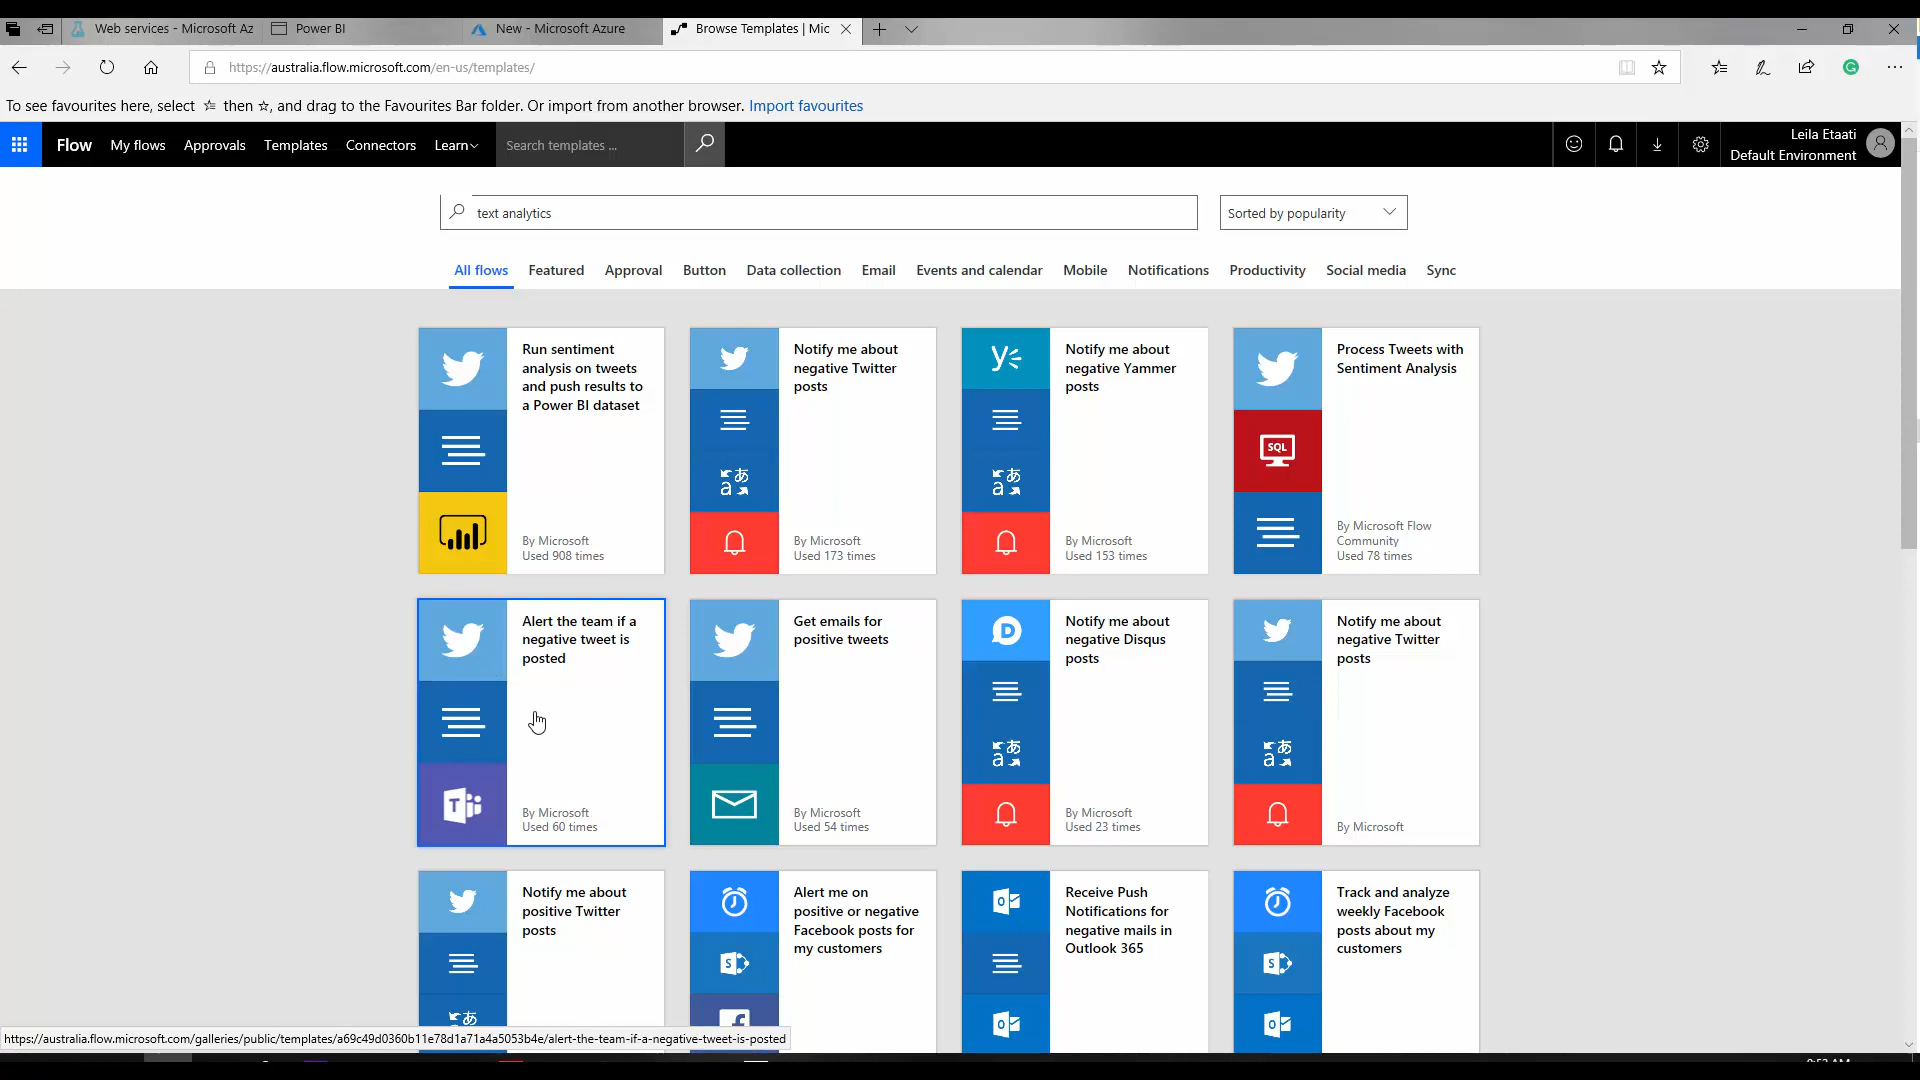 Web services - Microsoft Az
Power BI
New - Microsoft Azure
Browse Templates | Mic
https://australia.flow.microsoft.com/en-us/templates/
To see favourites here, select then ☆, and drag to the Favourites Bar folder. Or import from another browser. Import favourites
Flow My flows Approvals Templates Connectors Learn Search templates ...
Leila Etaati
Default Environment
text analytics
Sorted by popularity
All flows Featured Approval Button Data collection Email Events and calendar Mobile Notifications Productivity Social media Sync
Run sentiment
analysis on tweets
and push results to
a Power BI dataset
By Microsoft
Used 908 times
Notify me about
negative Twitter
posts
By Microsoft
Used 173 times
Notify me about
negative Yammer
posts
By Microsoft
Used 153 times
SQL
Process Tweets with
Sentiment Analysis
By Microsoft Flow
Community
Used 78 times
Alert the team if a
negative tweet is
posted
By Microsoft
Used 60 times
Get emails for
positive tweets
By Microsoft
Used 54 times
Notify me about
negative Disqus
posts
By Microsoft
Used 23 times
Notify me about
negative Twitter
posts
By Microsoft
Notify me about
positive Twitter
posts
Alert me on
positive or negative
Facebook posts for
my customers
Receive Push
Notifications for
negative mails in
Outlook 365
Track and analyze
weekly Facebook
posts about my
customers
https://australia.flow.microsoft.com/galleries/public/templates/a69c49d0360b11e78d1a71a4a5053b4e/alert-the-team-if-a-negative-tweet-is-posted